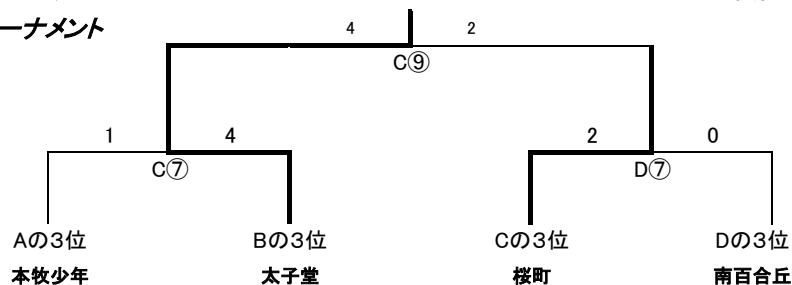 ーナメント
4 2
C⑨
1 4 2 0
C⑦ D⑦
Aの3位 Bの3位 Cの3位 Dの3位
本牧少年 太子堂 桜町 南百合丘